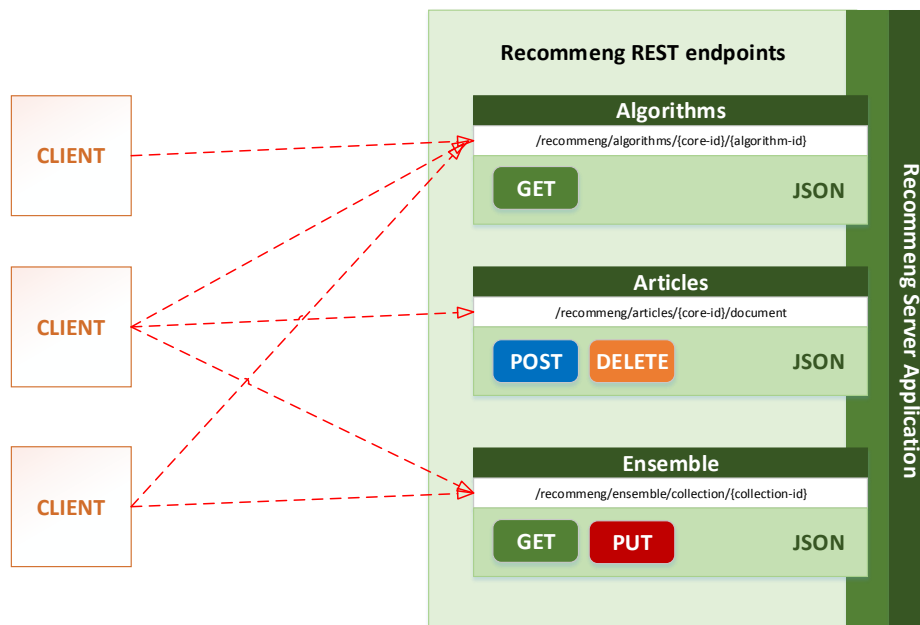 Recommeng REST endpoints
CLIENT
Algorithms
/recommeng/algorithms/{core-id}/{algorithm-id}
GET
JSON
CLIENT
Articles
/recommeng/articles/{core-id}/document
POST
DELETE
JSON
CLIENT
Ensemble
/recommeng/ensemble/collection/{collection-id}
GET
PUT
JSON
Recommeng Server Application